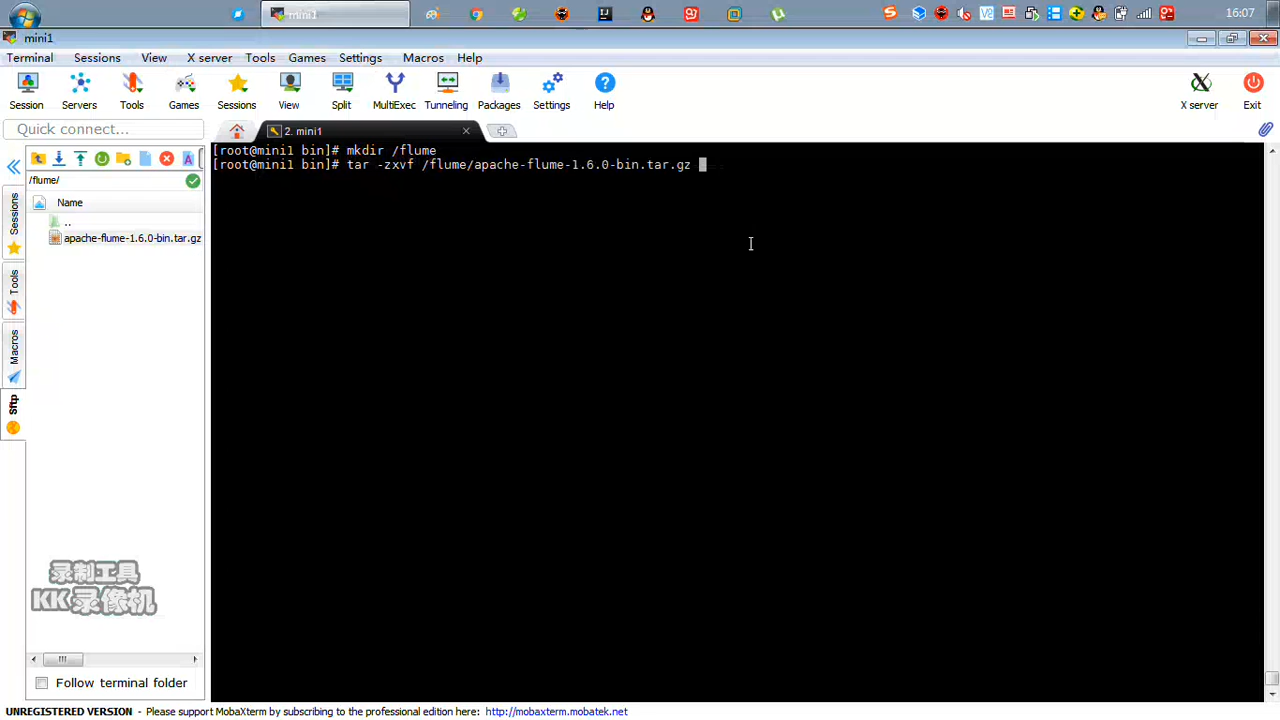 mini1
16:07
mini1
Terminal Sessions View X server Tools Games Settings Macros Help
Session Servers Tools Games Sessions View Split MultiExec Tunneling Packages Settings Help X server Exit
Quick connect...
2. mini1
[root@mini1 bin]# mkdir /flume
[root@mini1 bin]# tar -zxvf /flume/apache-flume-1.6.0-bin.tar.gz
/flume/
Name
..
apache-flume-1.6.0-bin.tar.gz
Sessions
Tools
Macros
Sftp
录制工具
KK录像机
Follow terminal folder
UNREGISTERED VERSION - Please support MobaXterm by subscribing to the professional edition here: http://mobaxterm.mobatek.net